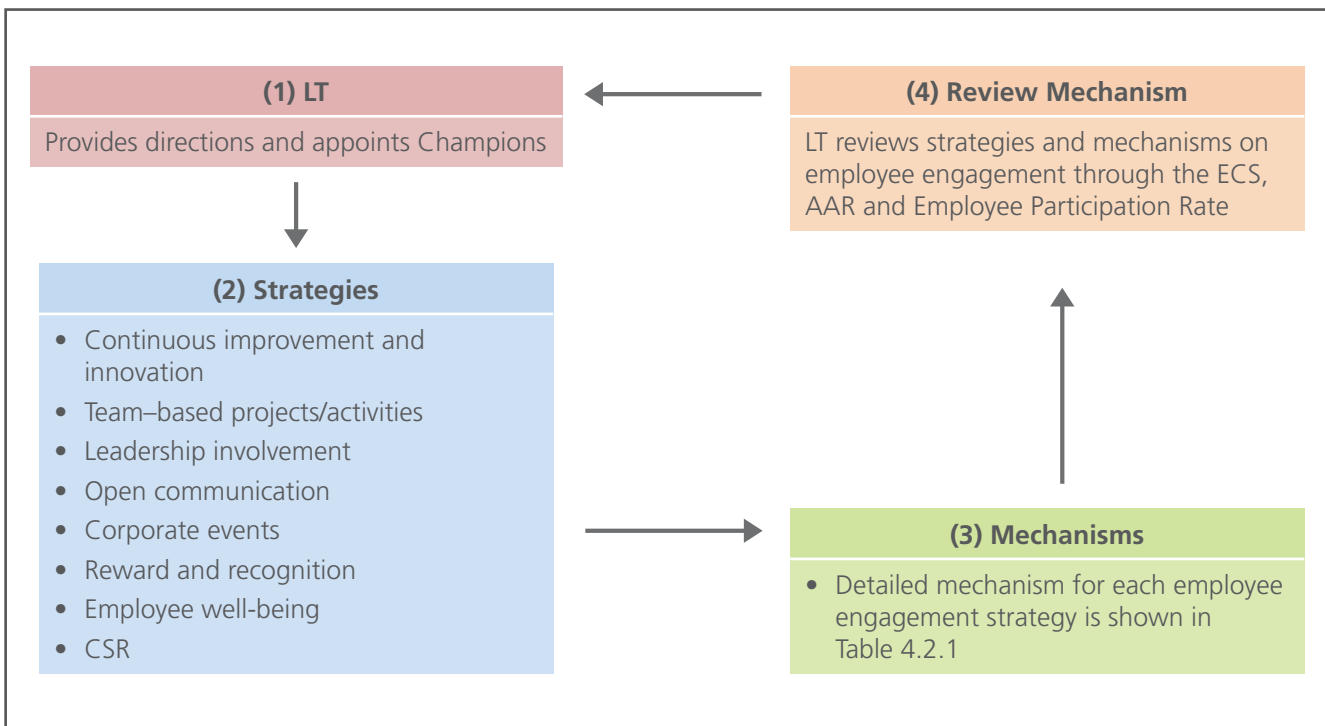 (1) LT
Provides directions and appoints Champions
(2) Strategies
• Continuous improvement and
innovation
• Team–based projects/activities
• Leadership involvement
• Open communication
• Corporate events
• Reward and recognition
• Employee well-being
• CSR
(3) Mechanisms
• Detailed mechanism for each employee
engagement strategy is shown in
Table 4.2.1
(4) Review Mechanism
LT reviews strategies and mechanisms on
employee engagement through the ECS,
AAR and Employee Participation Rate